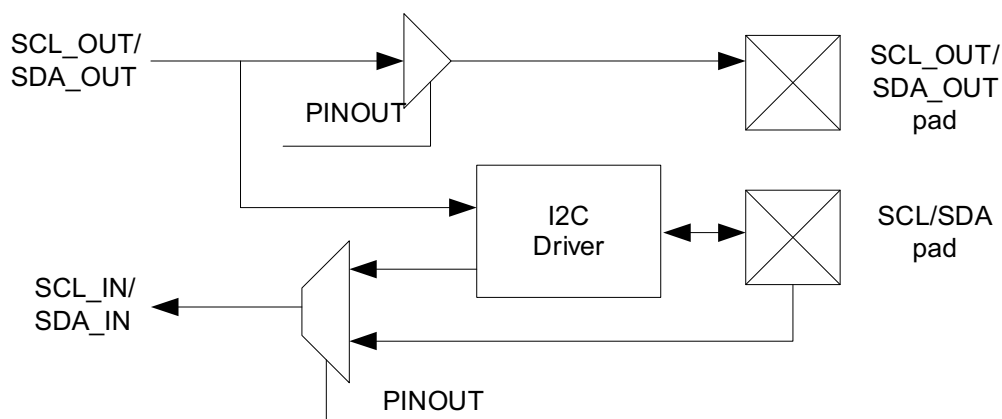 SCL_OUT/
SDA_OUT
PINOUT
SCL_OUT/
SDA_OUT
pad
I2C
Driver
SCL/SDA
pad
SCL_IN/
SDA_IN
PINOUT